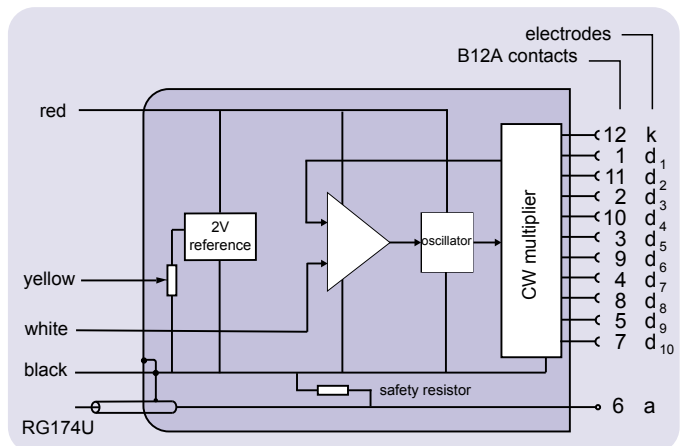 electrodes
B12A contacts
red
12 k
1 d1
11 d2
2 d3
10 d4
3 d5
9 d6
4 d7
8 d8
5 d9
7 d10
2V
reference
oscillator
CW multiplier
yellow
white
black
safety resistor
6 a
RG174U